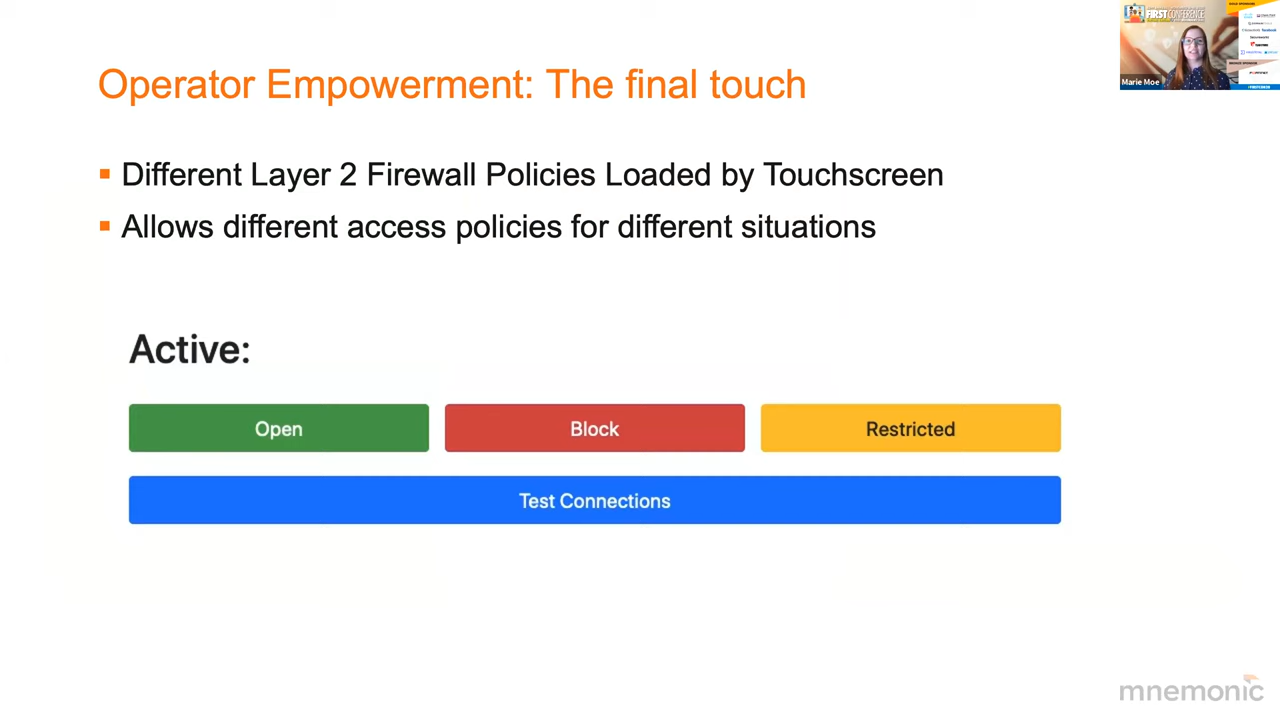 Operator Empowerment: The final touch
Different Layer 2 Firewall Policies Loaded by Touchscreen
Allows different access policies for different situations
Active:
Open
Block
Restricted
Test Connections
FIRSTCONFERENCE
Marie Moe
mnemonic